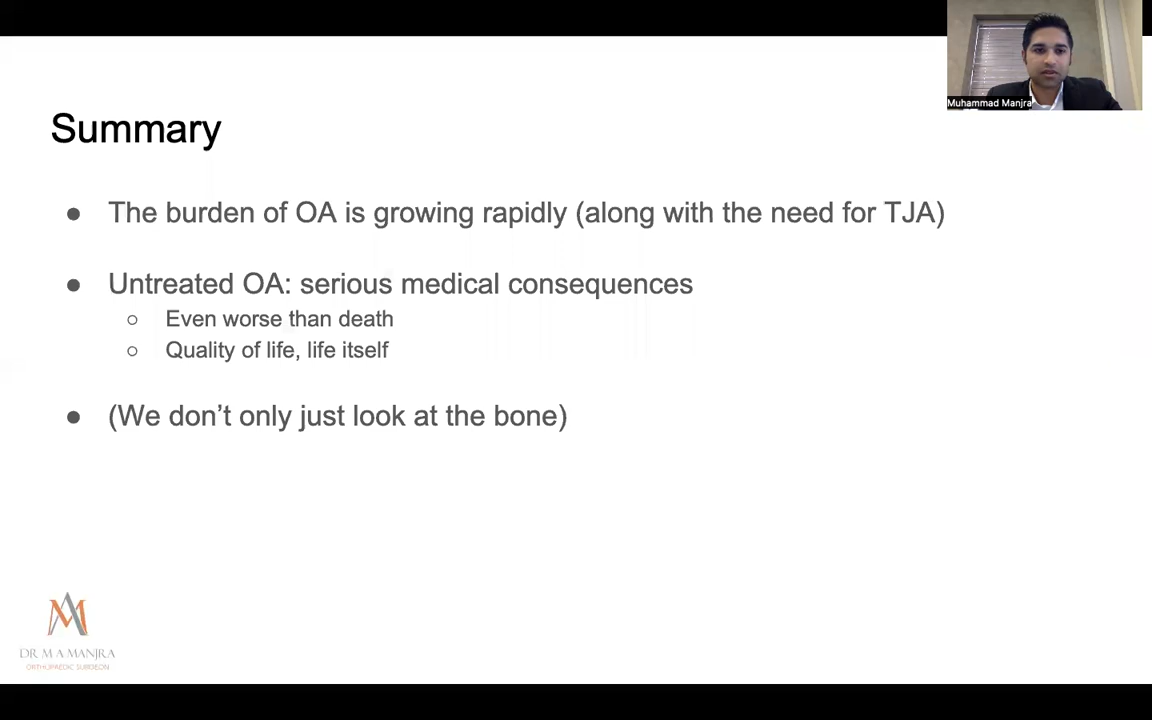 Muhammad Manjra
Summary
● The burden of OA is growing rapidly (along with the need for TJA)
● Untreated OA: serious medical consequences
○ Even worse than death
○ Quality of life, life itself
● (We don’t only just look at the bone)
DR M A MANJRA
ORTHOPAEDIC SURGEON